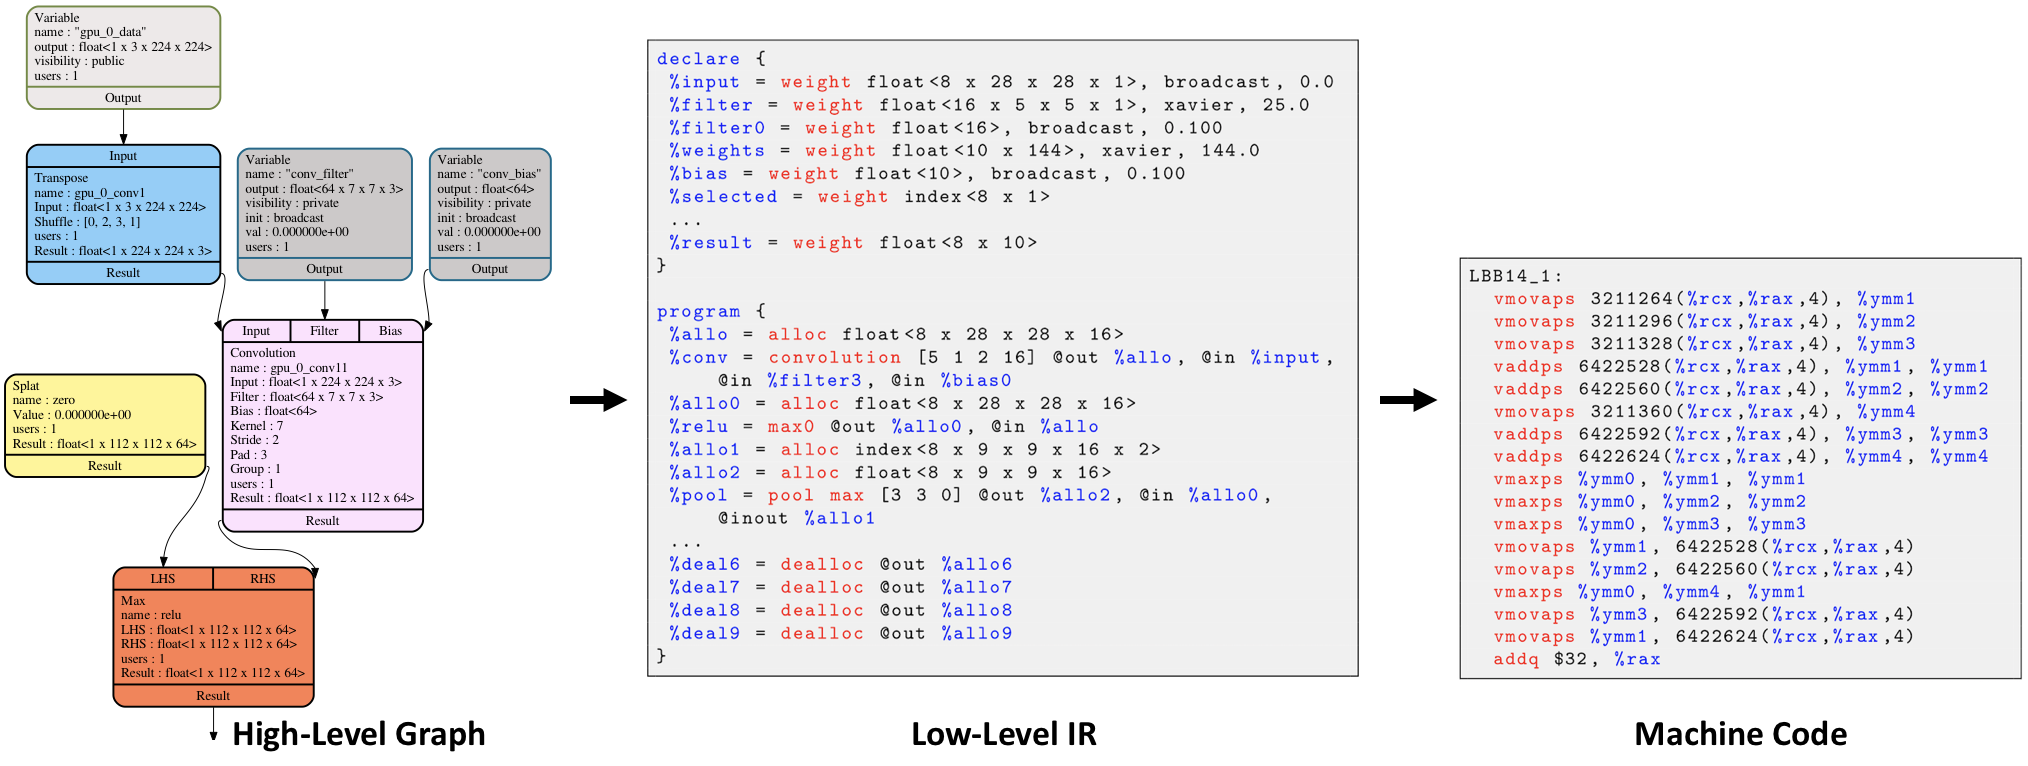 Variable
name : "gpu_0_data"
output : float<1 x 3 x 224 x 224>
visibility : public
users : 1
Output
Input
Transpose
name : gpu_0_conv1
Input : float<1 x 3 x 224 x 224>
Shuffle : [0, 2, 3, 1]
users : 1
Result : float<1 x 224 x 224 x 3>
Result
Variable
name : "conv_filter"
output : float<64 x 7 x 7 x 3>
visibility : private
init : broadcast
val : 0.000000e+00
users : 1
Output
Variable
name : "conv_bias"
output : float<64>
visibility : private
init : broadcast
val : 0.000000e+00
users : 1
Output
Input Filter Bias
Convolution
name : gpu_0_conv11
Input : float<1 x 224 x 224 x 3>
Filter : float<64 x 7 x 7 x 3>
Bias : float<64>
Kernel : 7
Stride : 2
Pad : 3
Group : 1
users : 1
Result : float<1 x 112 x 112 x 64>
Result
Splat
name : zero
Value : 0.000000e+00
users : 1
Result : float<1 x 112 x 112 x 64>
Result
LHS RHS
Max
name : relu
LHS : float<1 x 112 x 112 x 64>
RHS : float<1 x 112 x 112 x 64>
users : 1
Result : float<1 x 112 x 112 x 64>
Result
High-Level Graph
declare {
%input = weight float<8 x 28 x 28 x 1>, broadcast, 0.0
%filter = weight float<16 x 5 x 5 x 1>, xavier, 25.0
%filter0 = weight float<16>, broadcast, 0.100
%weights = weight float<10 x 144>, xavier, 144.0
%bias = weight float<10>, broadcast, 0.100
%selected = weight index<8 x 1>
...
%result = weight float<8 x 10>
}
program {
%allo = alloc float<8 x 28 x 28 x 16>
%conv = convolution [5 1 2 16] @out %allo, @in %input,
@in %filter3, @in %bias0
%allo0 = alloc float<8 x 28 x 28 x 16>
%relu = max0 @out %allo0, @in %allo
%allo1 = alloc index<8 x 9 x 9 x 16 x 2>
%allo2 = alloc float<8 x 9 x 9 x 16>
%pool = pool max [3 3 0] @out %allo2, @in %allo0,
@inout %allo1
...
%deal6 = dealloc @out %allo6
%deal7 = dealloc @out %allo7
%deal8 = dealloc @out %allo8
%deal9 = dealloc @out %allo9
}
Low-Level IR
LBB14_1:
vmovaps 3211264(%rcx,%rax,4), %ymm1
vmovaps 3211296(%rcx,%rax,4), %ymm2
vmovaps 3211328(%rcx,%rax,4), %ymm3
vaddps 6422528(%rcx,%rax,4), %ymm1, %ymm1
vaddps 6422560(%rcx,%rax,4), %ymm2, %ymm2
vmovaps 3211360(%rcx,%rax,4), %ymm4
vaddps 6422592(%rcx,%rax,4), %ymm3, %ymm3
vaddps 6422624(%rcx,%rax,4), %ymm4, %ymm4
vmaxps %ymm0, %ymm1, %ymm1
vmaxps %ymm0, %ymm2, %ymm2
vmaxps %ymm0, %ymm3, %ymm3
vmovaps %ymm1, 6422528(%rcx,%rax,4)
vmovaps %ymm2, 6422560(%rcx,%rax,4)
vmaxps %ymm0, %ymm4, %ymm1
vmovaps %ymm3, 6422592(%rcx,%rax,4)
vmovaps %ymm1, 6422624(%rcx,%rax,4)
addq $32, %rax
Machine Code